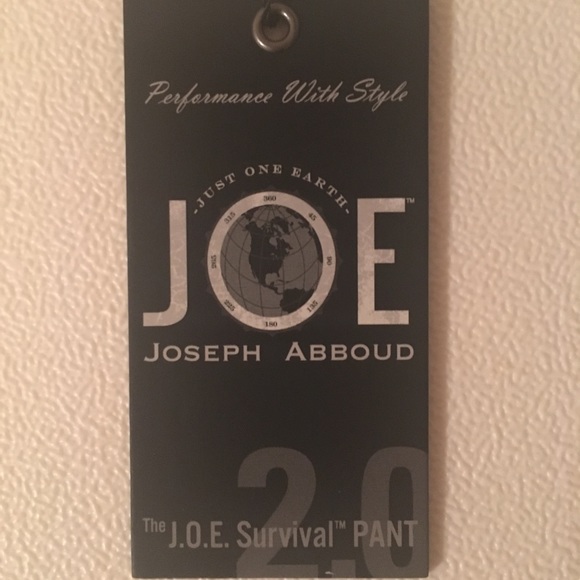 Performance With Style
-JUST ONE EARTH-
JOE™
360
315 45
265 90
225 135
180
JOSEPH ABBOUD
2.0
The J.O.E. Survival™ PANT